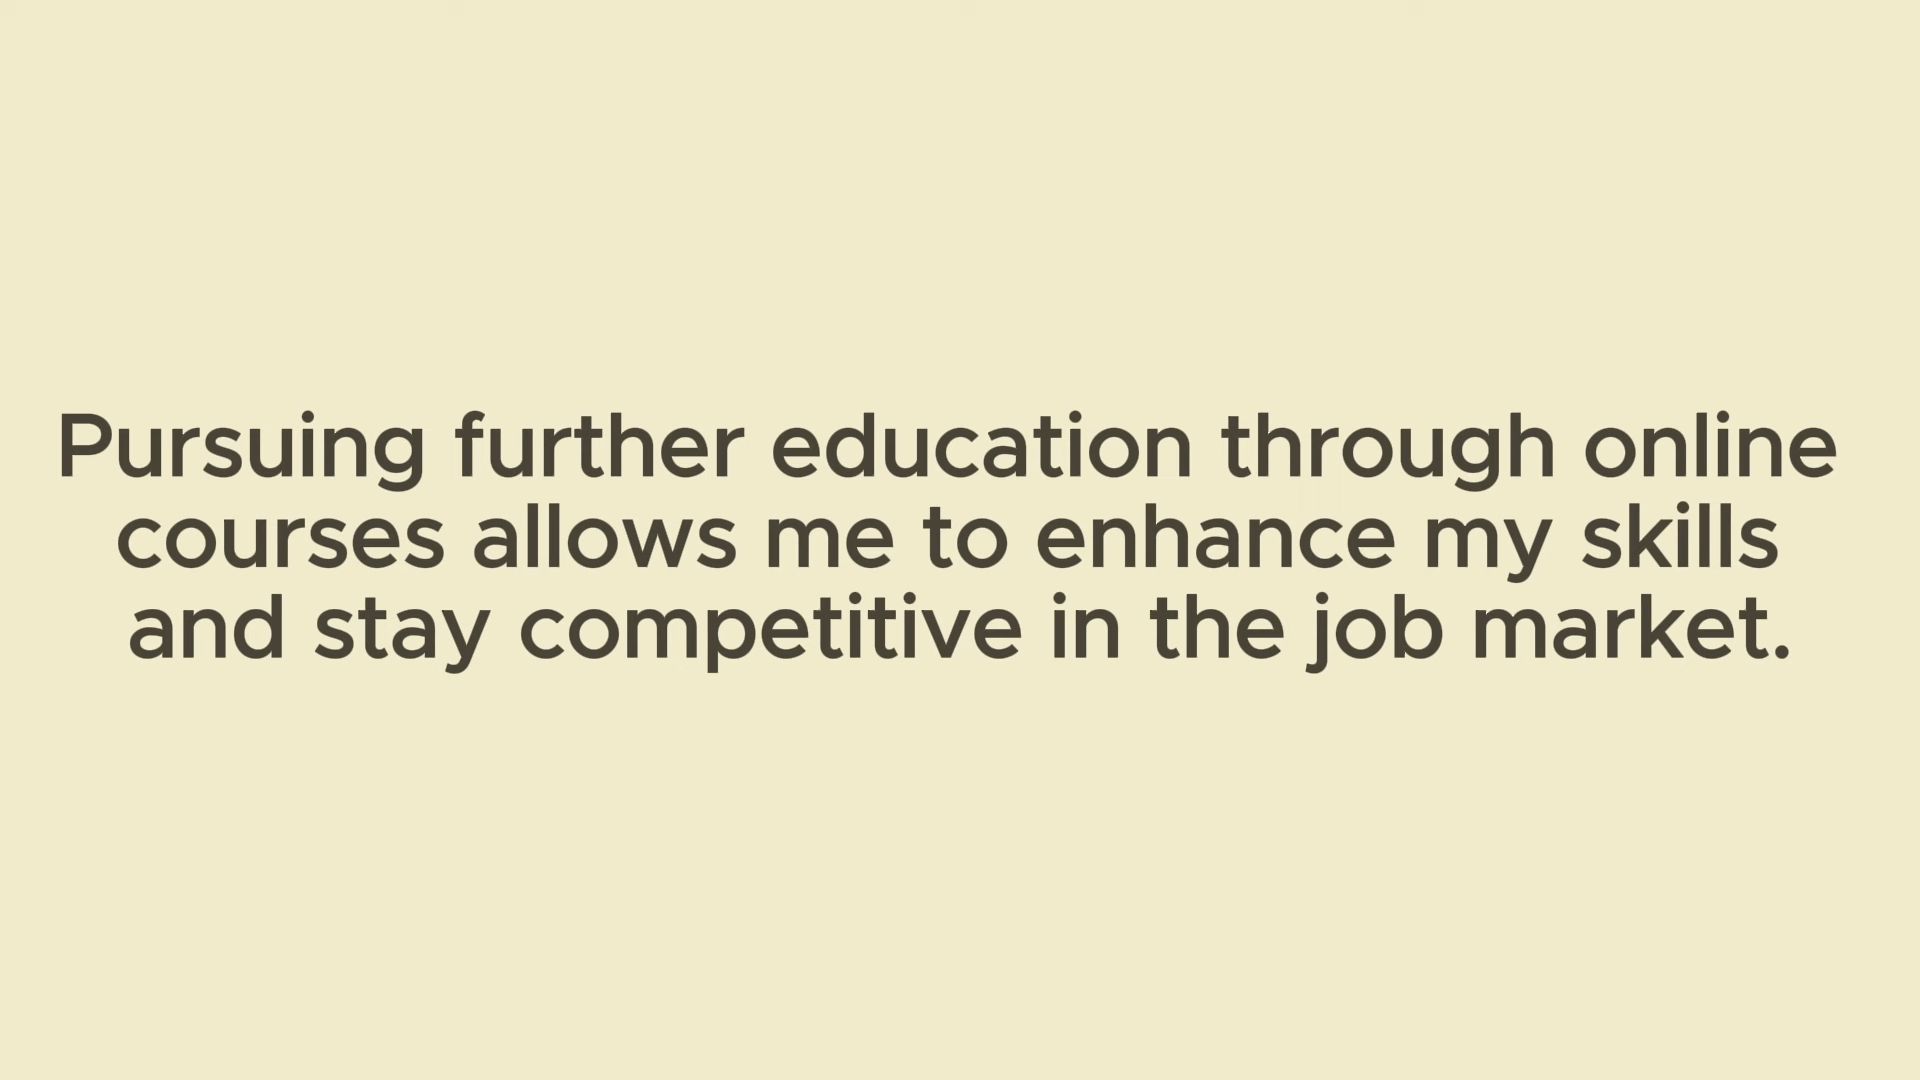 Pursuing further education through online
courses allows me to enhance my skills
and stay competitive in the job market.